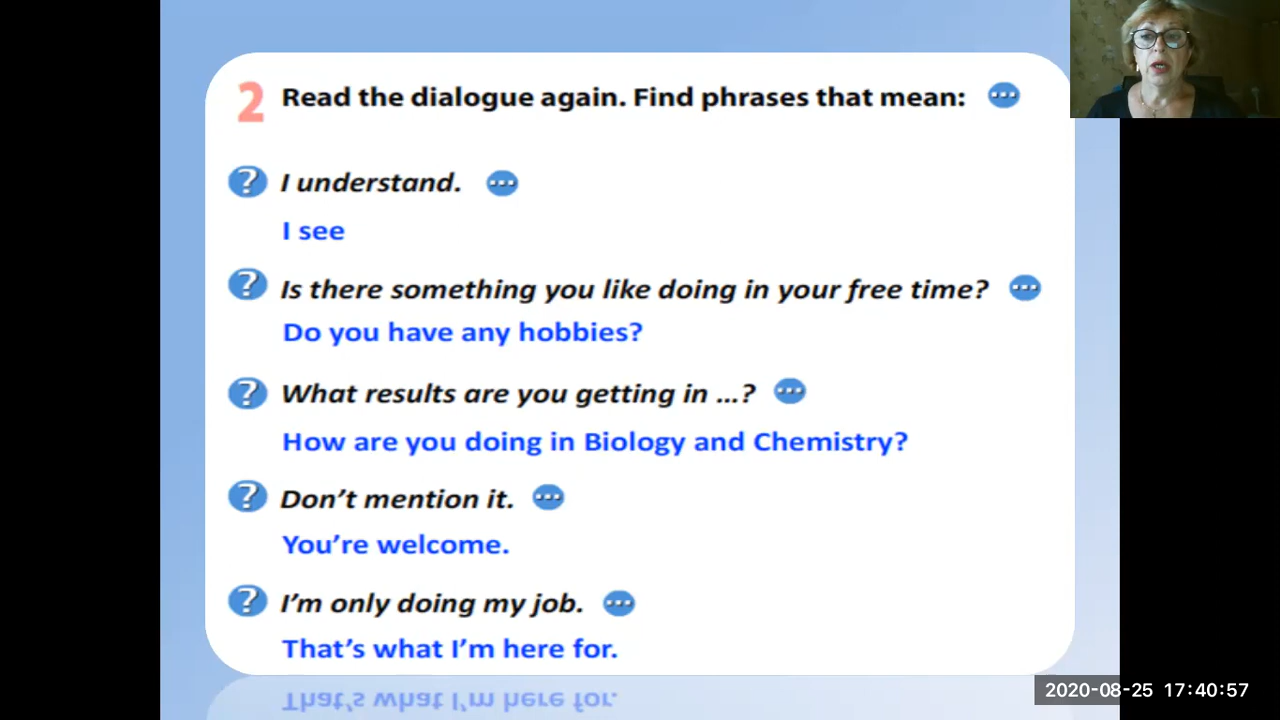 2 Read the dialogue again. Find phrases that mean:
? I understand.
I see
? Is there something you like doing in your free time?
Do you have any hobbies?
? What results are you getting in ...?
How are you doing in Biology and Chemistry?
? Don't mention it.
You're welcome.
? I'm only doing my job.
That's what I'm here for.
That's what I'm here for.
2020-08-25 17:40:57